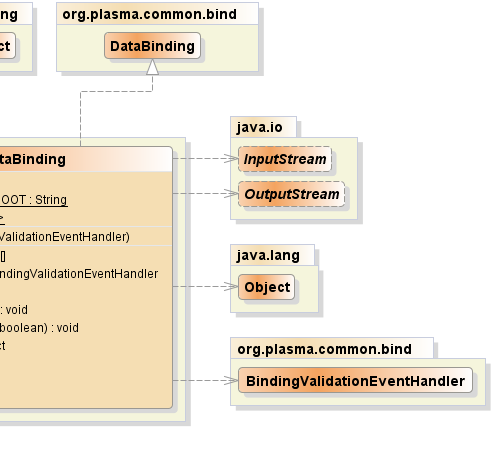 ng
org.plasma.common.bind
ct
DataBinding
java.io
taBinding
InputStream
OOT : String
OutputStream
>
ValidationEventHandler)
[]
java.lang
ndingValidationEventHandler
Object
: void
boolean) : void
ct
org.plasma.common.bind
BindingValidationEventHandler